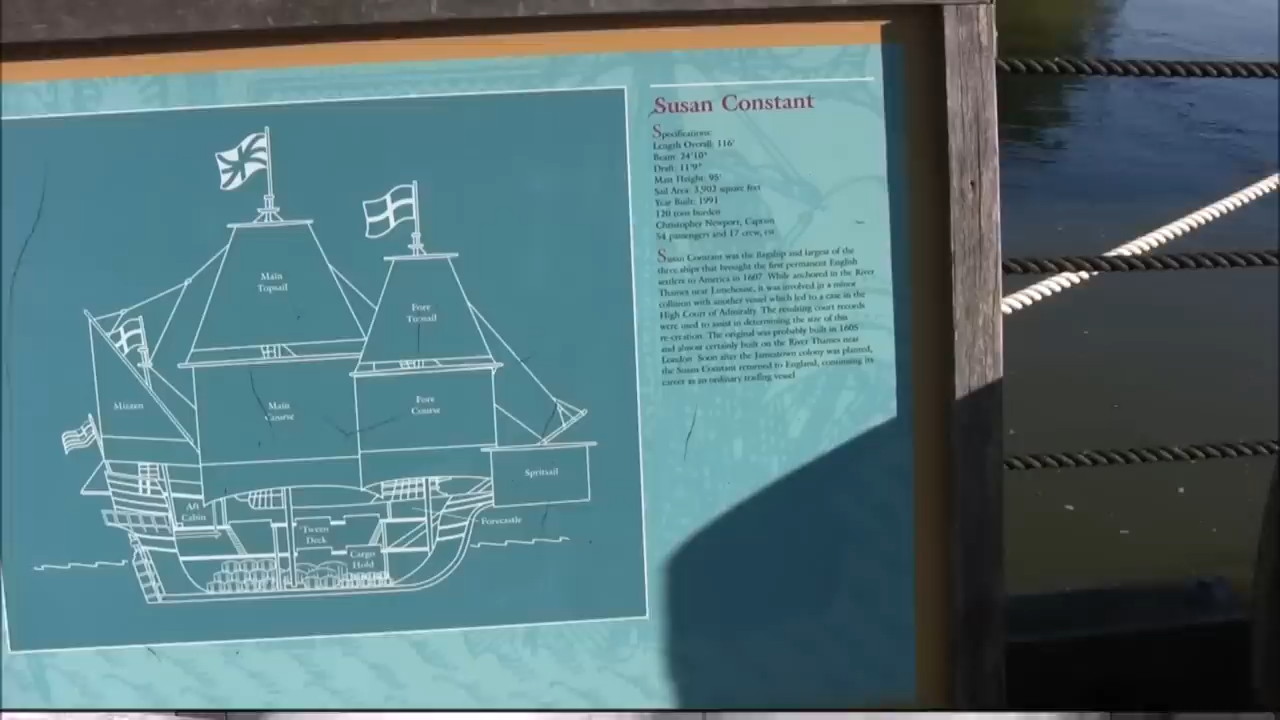 Susan Constant
Specifications:
Length Overall: 116'
Beam: 24'10"
Draft: 11'9"
Mast Height: 95'
Sail Area: 3,902 square feet
Year Built: 1991
120 tons burden
Christopher Newport, Captain
54 passengers and 17 crew, est
Susan Constant was the flagship and largest of the
three ships that brought the first permanent English
settlers to America in 1607. While anchored in the River
Thames near Limehouse, it was involved in a minor
collision with another vessel which led to a case in the
High Court of Admiralty. The resulting court records
were used to assist in determining the size of this
re-creation. The original was probably built in 1605
and almost certainly built on the River Thames near
London. Soon after the Jamestown colony was planted,
the Susan Constant returned to England, continuing its
career as an ordinary trading vessel
Main
Topsail
Fore
Topsail
Mizzen
Main
Course
Fore
Course
Spritsail
Aft
Cabin
Tween
Deck
Cargo
Hold
Forecastle